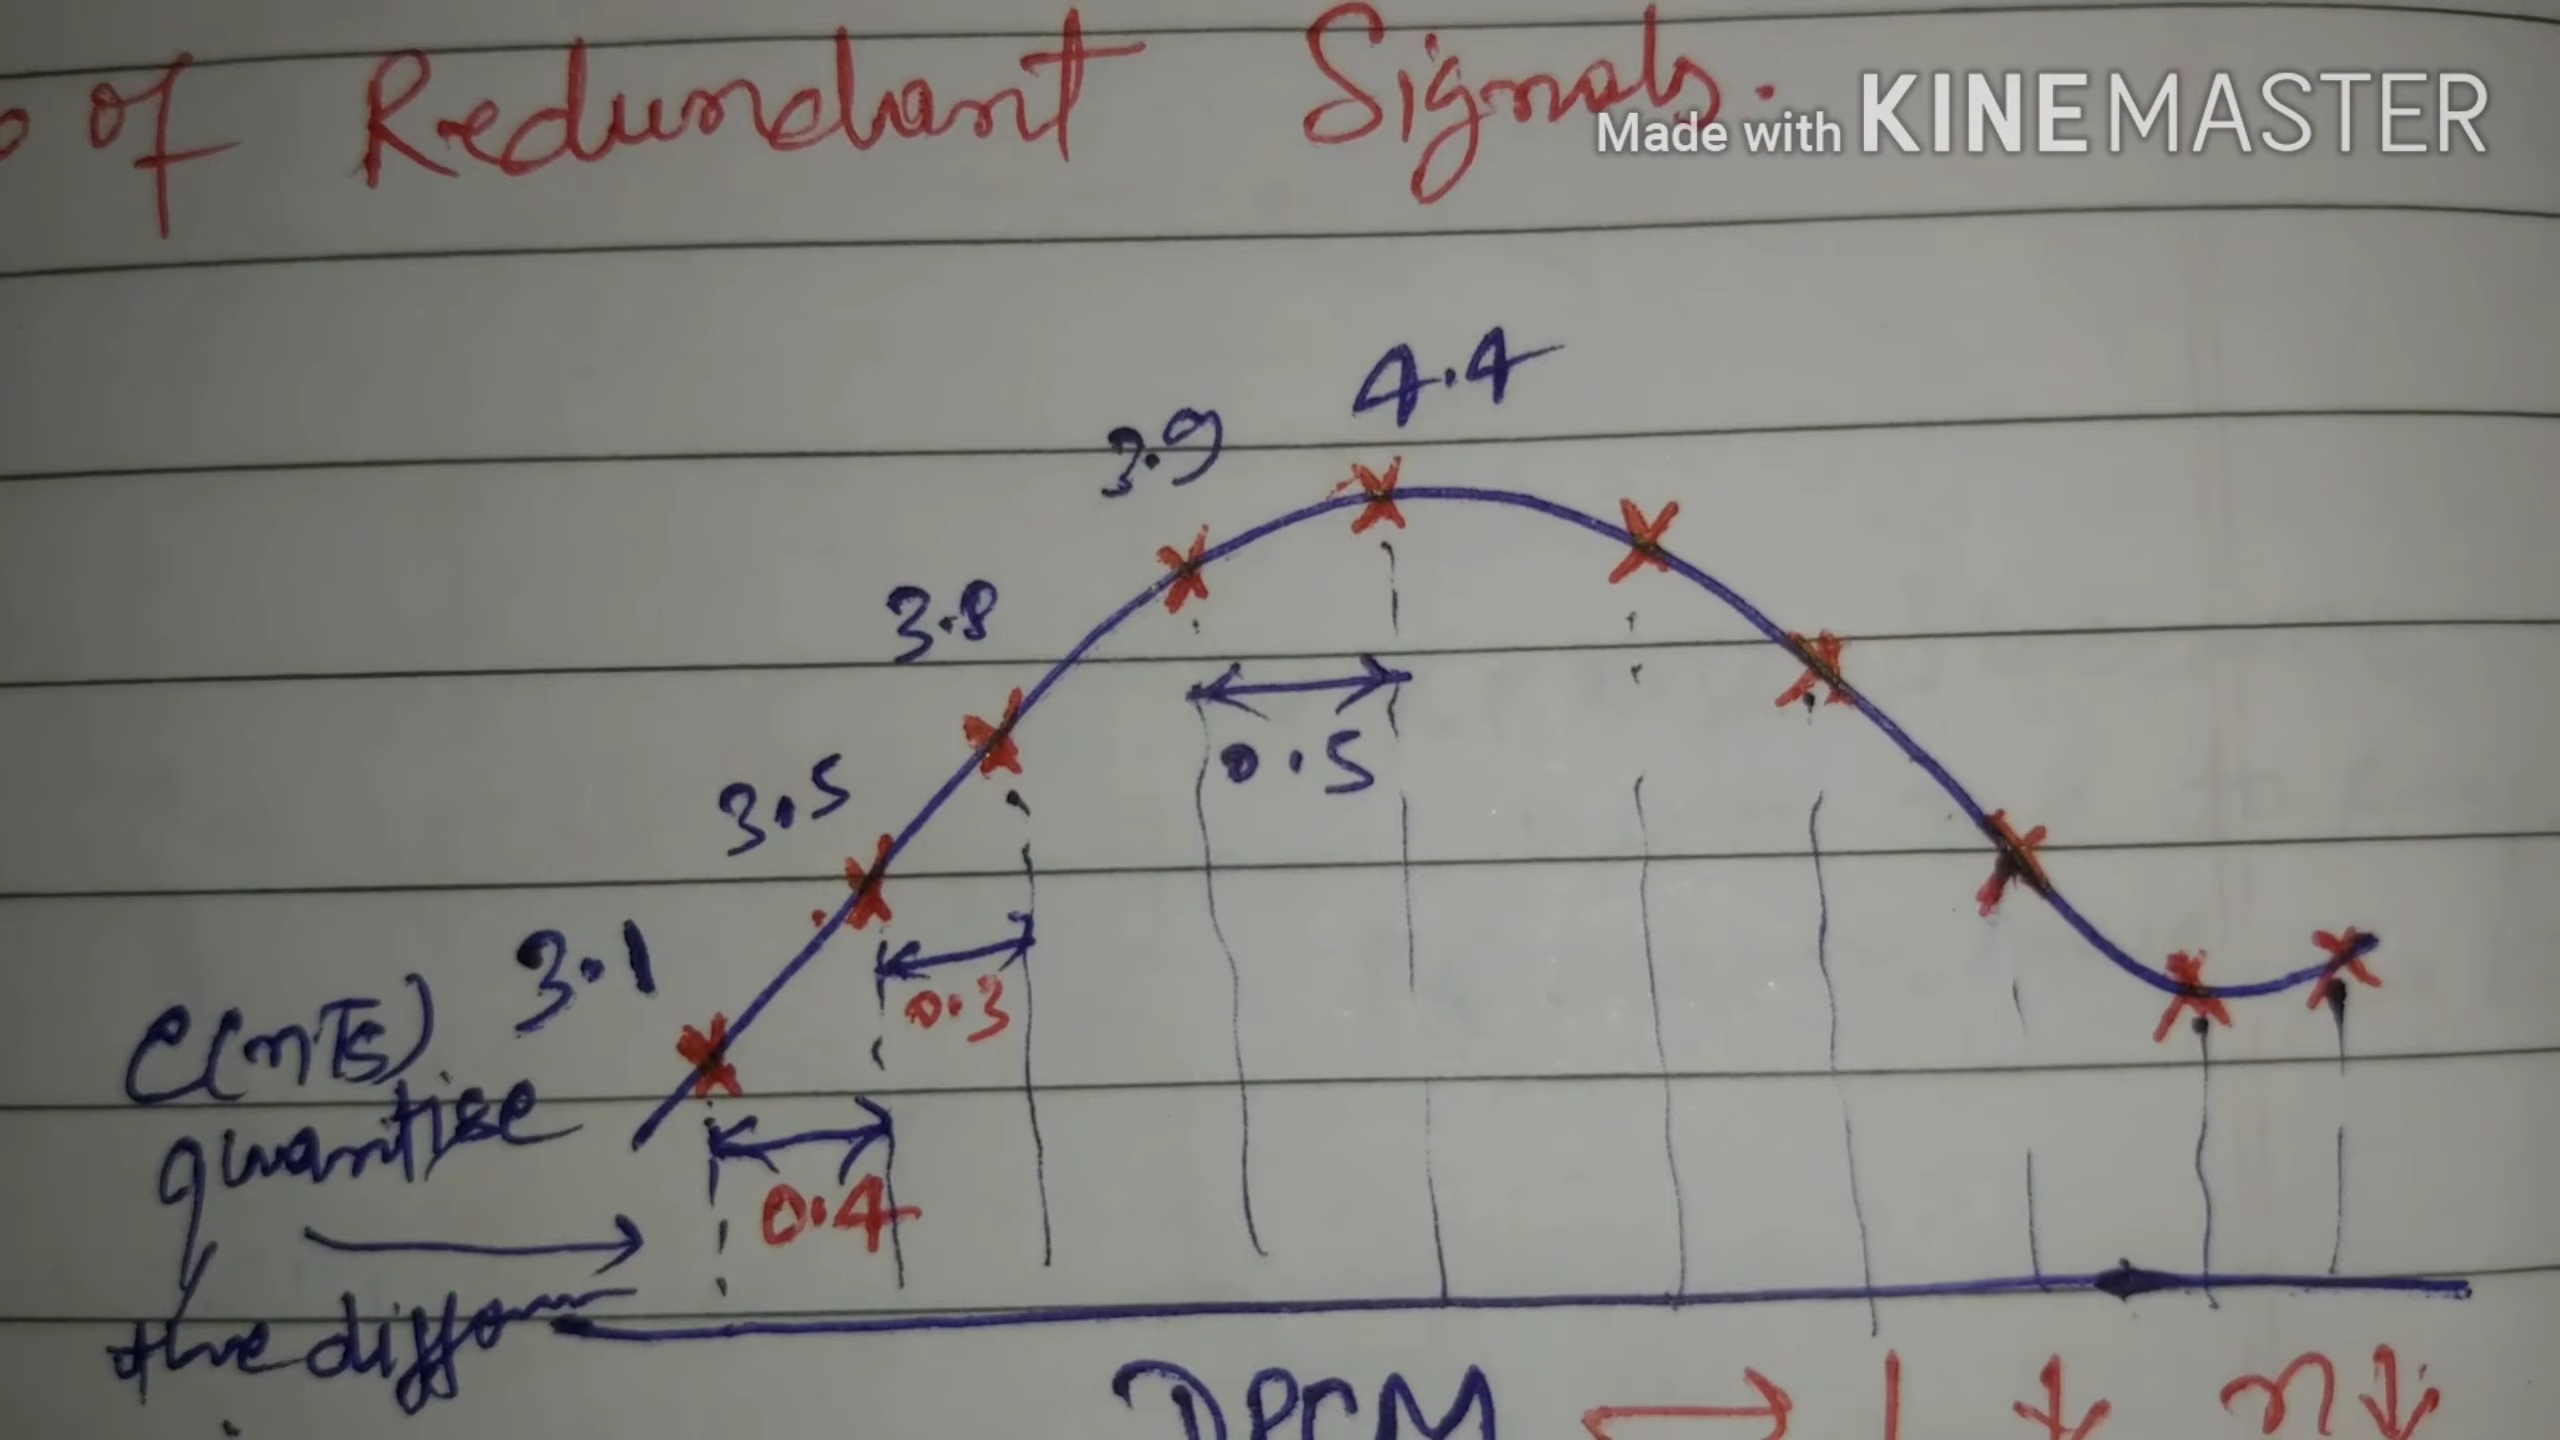 of Redundant Signals.
Made with KINEMASTER
4.4
3.9
3.8
0.5
3.5
3.1
0.3
e(nTs)
quantise
0.4
the differ
DPCM → L ↓ n↓